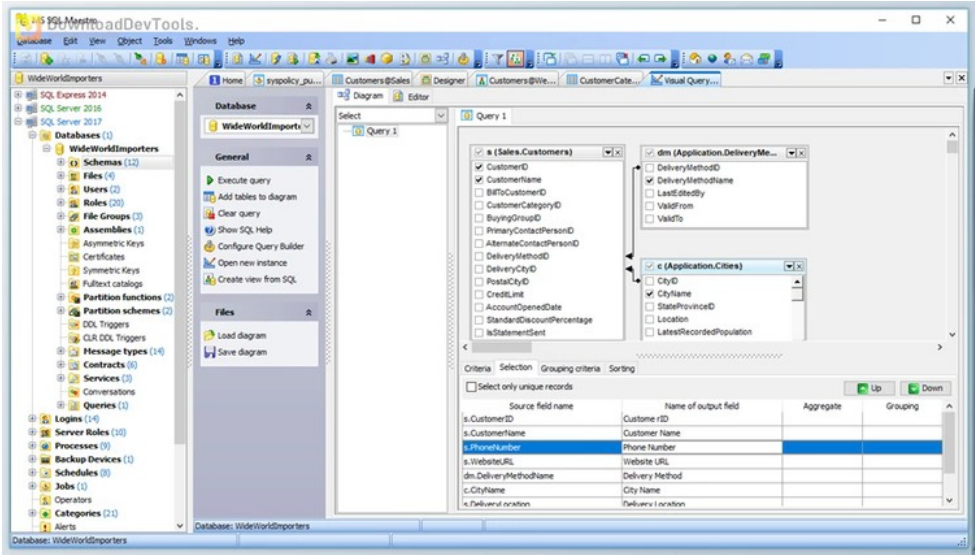 MS SQL Maestro
DownloadDevTools.
Database Edit View Object Tools Windows Help
WideWorldImporters
SQL Express 2014
SQL Server 2016
SQL Server 2017
Databases (1)
WideWorldImporters
Schemas (12)
Files (4)
Users (2)
Roles (20)
File Groups (3)
Assemblies (1)
Asymmetric Keys
Certificates
Symmetric Keys
Fulltext catalogs
Partition functions (2)
Partition schemes (2)
DDL Triggers
CLR DDL Triggers
Message types (14)
Contracts (6)
Services (3)
Conversations
Queries (1)
Logins (14)
Server Roles (10)
Processes (9)
Backup Devices (1)
Schedules (8)
Jobs (1)
Operators
Categories (21)
Alerts
Home syspolicy_pu... Customers@Sales Designer Customers@We... CustomerCate... Visual Query...
Database
WideWorldImport
General
Execute query
Add tables to diagram
Clear query
Show SQL Help
Configure Query Builder
Open new instance
Create view from SQL
Files
Load diagram
Save diagram
Diagram Editor
Select
Query 1
Query 1
s (Sales.Customers)
CustomerID
CustomerName
BillToCustomerID
CustomerCategoryID
BuyingGroupID
PrimaryContactPersonID
AlternateContactPersonID
DeliveryMethodID
DeliveryCityID
PostalCityID
CreditLimit
AccountOpenedDate
StandardDiscountPercentage
IsStatementSent
dm (Application.DeliveryMe...
DeliveryMethodID
DeliveryMethodName
LastEditedBy
ValidFrom
ValidTo
c (Application.Cities)
CityID
CityName
StateProvinceID
Location
LatestRecordedPopulation
Criteria Selection Grouping criteria Sorting
Select only unique records Up Down
Source field name Name of output field Aggregate Grouping
s.CustomerID Custome rID
s.CustomerName Customer Name
s.PhoneNumber Phone Number
s.WebsiteURL Website URL
dm.DeliveryMethodName Delivery Method
c.CityName City Name
s.DeliveryLocation Delivery Location
Database: WideWorldImporters
Database: WideWorldImporters